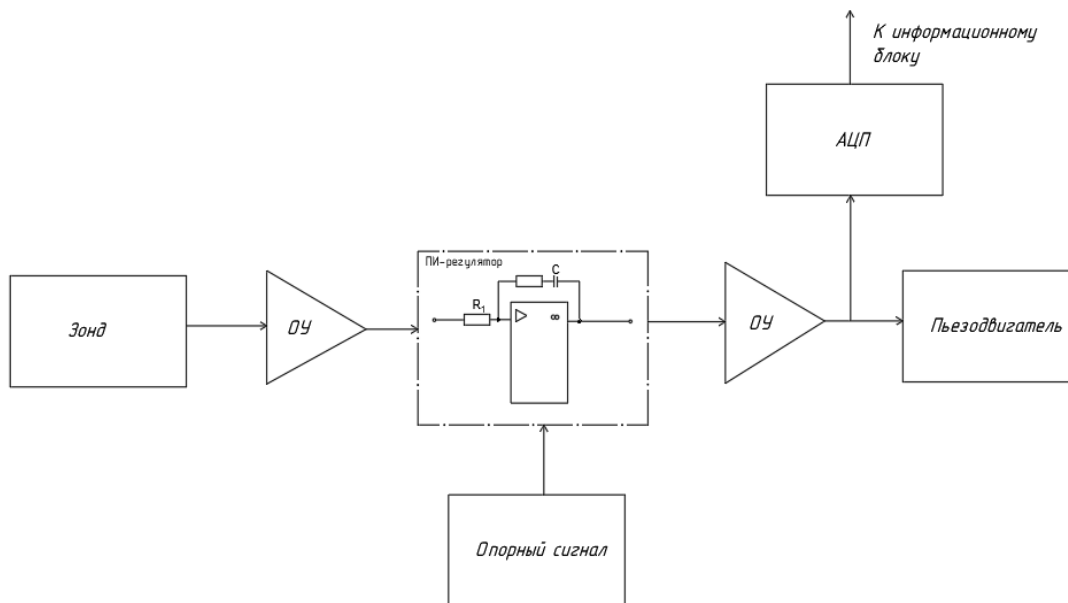 К информационному
блоку
АЦП
ПИ-регулятор
C
R1
∞
Зонд
ОУ
ОУ
Пьезодвигатель
Опорный сигнал